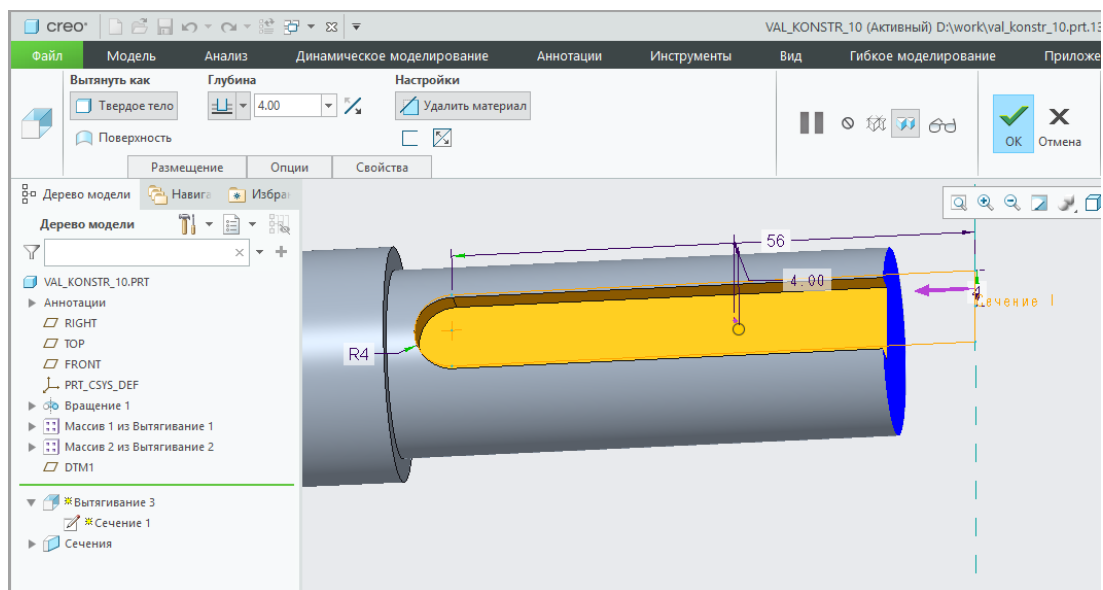 creo®
VAL_KONSTR_10 (Активный) D:\work\val_konstr_10.prt.13
Файл Модель Анализ Динамическое моделирование Аннотации Инструменты Вид Гибкое моделирование Приложе
Вытянуть как Глубина Настройки
Твердое тело 4.00 Удалить материал
Поверхность
OK Отмена
Размещение Опции Свойства
Дерево модели Навига Избран
Дерево модели
VAL_KONSTR_10.PRT
Аннотации
RIGHT
TOP
FRONT
PRT_CSYS_DEF
Вращение 1
Массив 1 из Вытягивание 1
Массив 2 из Вытягивание 2
DTM1
Вытягивание 3
Сечение 1
Сечения
56
4.00
R4
Сечение 1